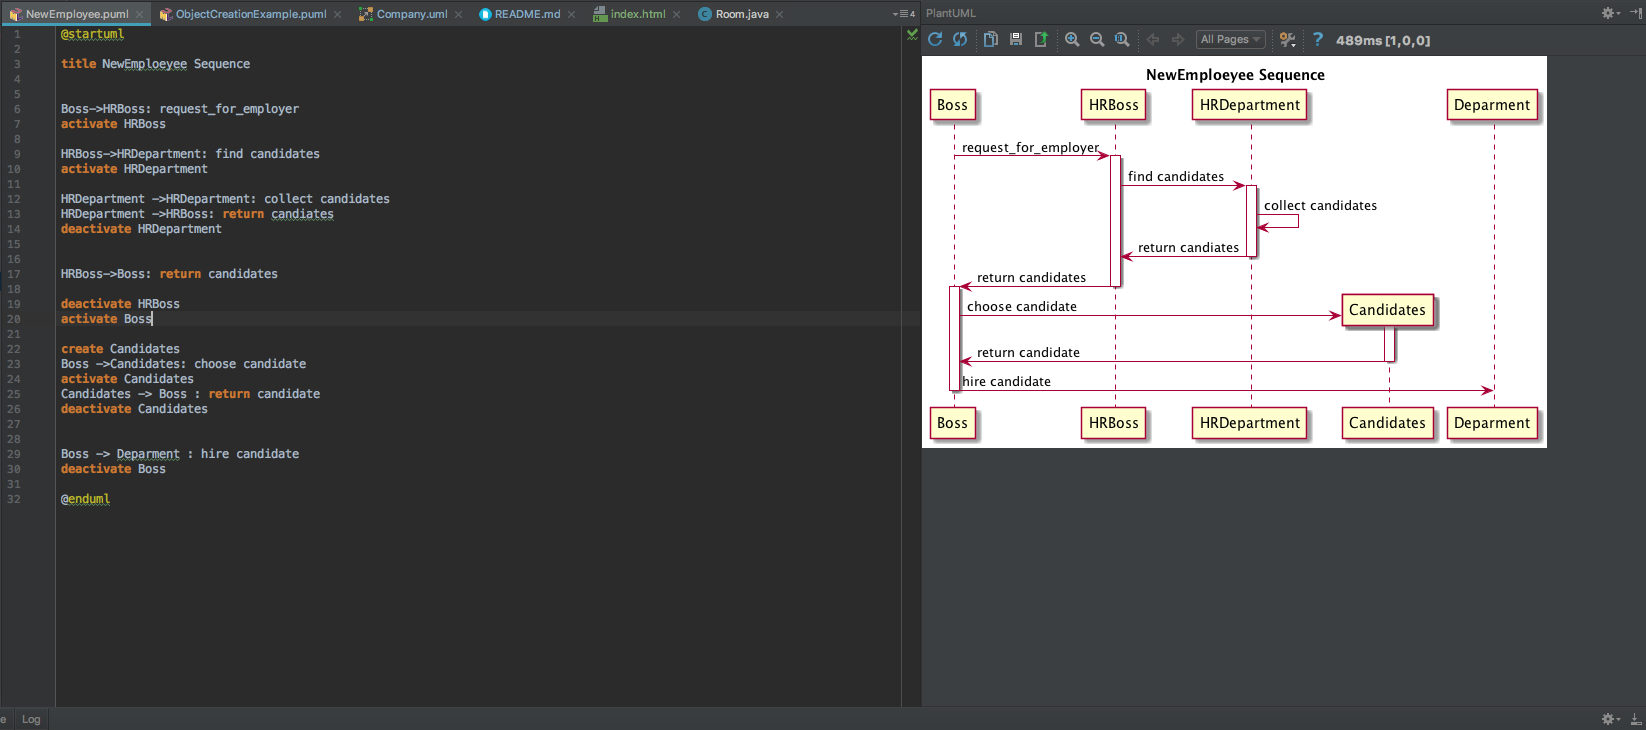 NewEmployee.puml ObjectCreationExample.puml Company.uml README.md index.html Room.java 4
PlantUML
All Pages ? 489ms [1,0,0]
1 @startuml
2
3 title NewEmploeyee Sequence
4
5
6 Boss->HRBoss: request_for_employer
7 activate HRBoss
8
9 HRBoss->HRDepartment: find candidates
10 activate HRDepartment
11
12 HRDepartment ->HRDepartment: collect candidates
13 HRDepartment ->HRBoss: return candiates
14 deactivate HRDepartment
15
16
17 HRBoss->Boss: return candidates
18
19 deactivate HRBoss
20 activate Boss
21
22 create Candidates
23 Boss ->Candidates: choose candidate
24 activate Candidates
25 Candidates -> Boss : return candidate
26 deactivate Candidates
27
28
29 Boss -> Deparment : hire candidate
30 deactivate Boss
31
32 @enduml
NewEmploeyee Sequence
Boss HRBoss HRDepartment Deparment
request_for_employer
find candidates
collect candidates
return candiates
return candidates
choose candidate
Candidates
return candidate
hire candidate
Boss HRBoss HRDepartment Candidates Deparment
e Log